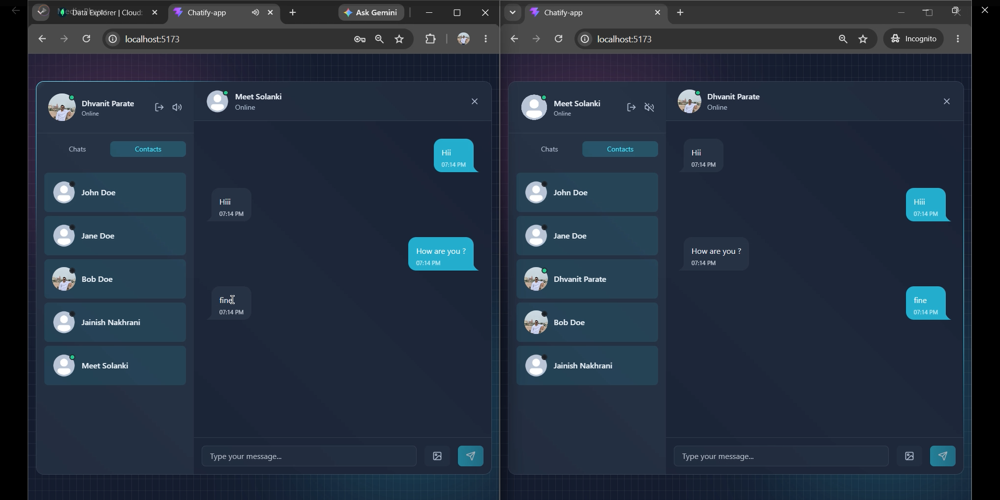 Media Player
Data Explorer | Cloud:
Chatify-app
Ask Gemini
localhost:5173
Dhvanit Parate
Online
Meet Solanki
Online
Chats
Contacts
John Doe
Jane Doe
Bob Doe
Jainish Nakhrani
Meet Solanki
Hii
07:14 PM
Hiii
07:14 PM
How are you ?
07:14 PM
fine
07:14 PM
Type your message...
Chatify-app
localhost:5173
Incognito
Meet Solanki
Online
Dhvanit Parate
Online
Chats
Contacts
John Doe
Jane Doe
Dhvanit Parate
Bob Doe
Jainish Nakhrani
Hii
07:14 PM
Hiii
07:14 PM
How are you ?
07:14 PM
fine
07:14 PM
Type your message...